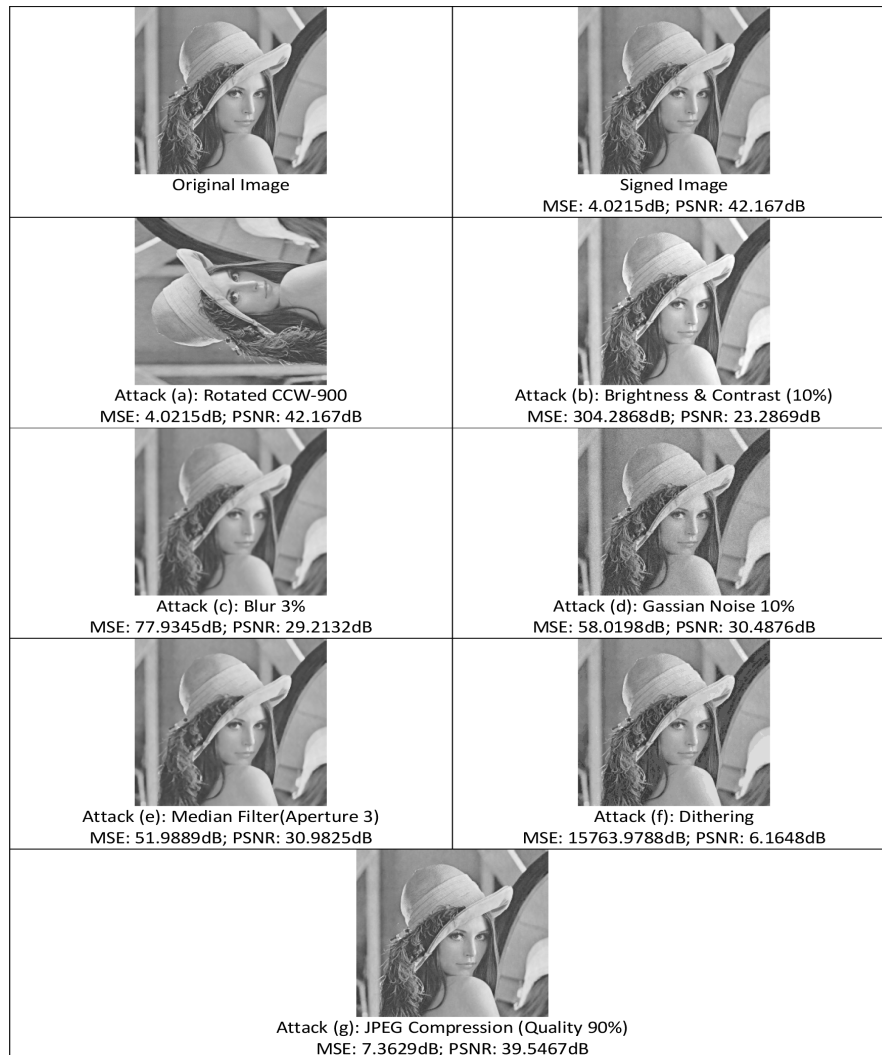 Original Image
Signed Image
MSE: 4.0215dB; PSNR: 42.167dB
Attack (a): Rotated CCW-900
MSE: 4.0215dB; PSNR: 42.167dB
Attack (b): Brightness & Contrast (10%)
MSE: 304.2868dB; PSNR: 23.2869dB
Attack (c): Blur 3%
MSE: 77.9345dB; PSNR: 29.2132dB
Attack (d): Gassian Noise 10%
MSE: 58.0198dB; PSNR: 30.4876dB
Attack (e): Median Filter(Aperture 3)
MSE: 51.9889dB; PSNR: 30.9825dB
Attack (f): Dithering
MSE: 15763.9788dB; PSNR: 6.1648dB
Attack (g): JPEG Compression (Quality 90%)
MSE: 7.3629dB; PSNR: 39.5467dB